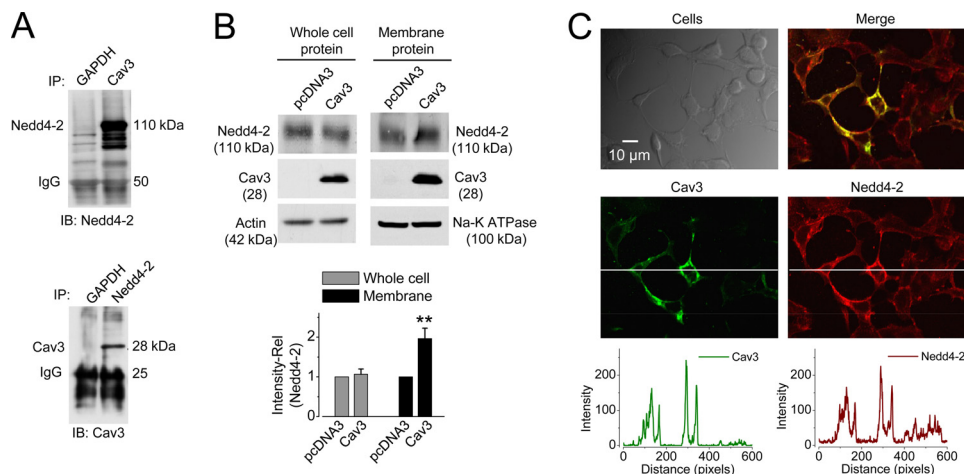 A
IP:
GAPDH
Cav3
Nedd4-2
110 kDa
IgG
50
IB: Nedd4-2
IP:
GAPDH
Nedd4-2
Cav3
28 kDa
IgG
25
IB: Cav3
B
Whole cell
protein
Membrane
protein
pcDNA3
Cav3
pcDNA3
Cav3
Nedd4-2
(110 kDa)
Nedd4-2
(110 kDa)
Cav3
(28)
Cav3
(28)
Actin
(42 kDa)
Na-K ATPase
(100 kDa)
Whole cell
Membrane
Intensity-Rel
(Nedd4-2)
2
1
0
**
pcDNA3
Cav3
pcDNA3
Cav3
C
Cells
Merge
10 µm
Cav3
Nedd4-2
Cav3
Intensity
200
100
0
0
200
400
600
Distance (pixels)
Nedd4-2
Intensity
200
100
0
0
200
400
600
Distance (pixels)